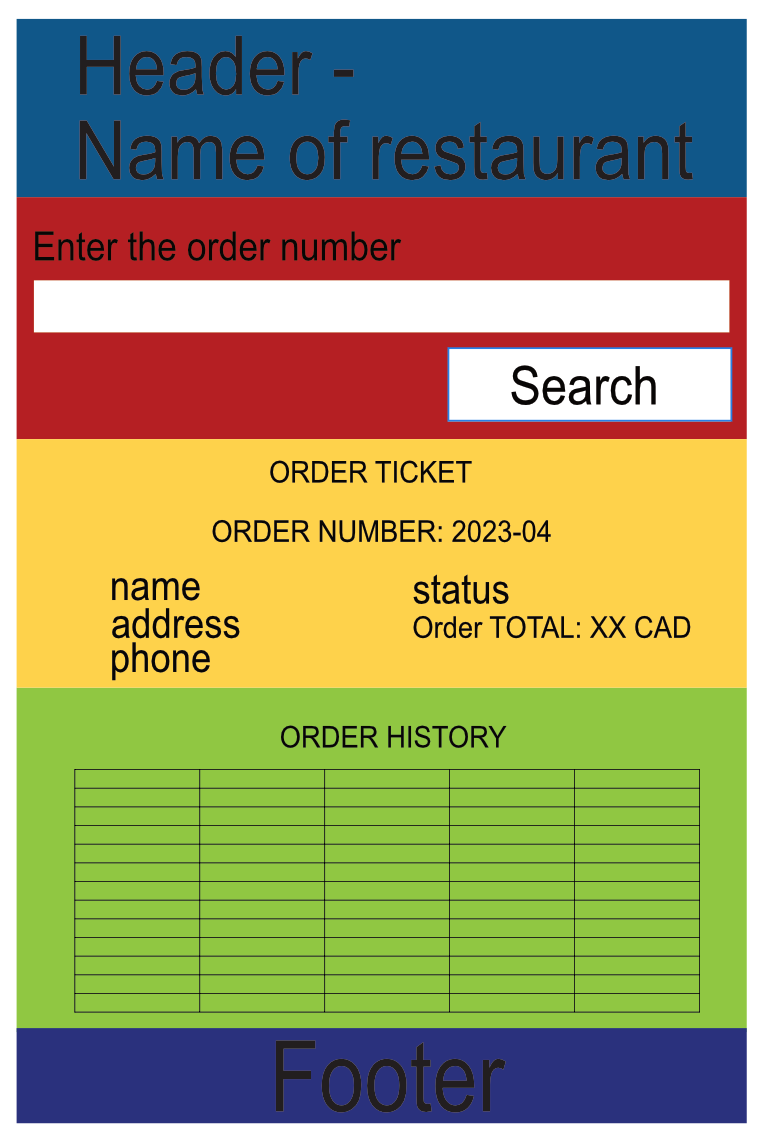 Header -
Name of restaurant
Enter the order number
Search
ORDER TICKET
ORDER NUMBER: 2023-04
name
address
phone
status
Order TOTAL: XX CAD
ORDER HISTORY
Footer